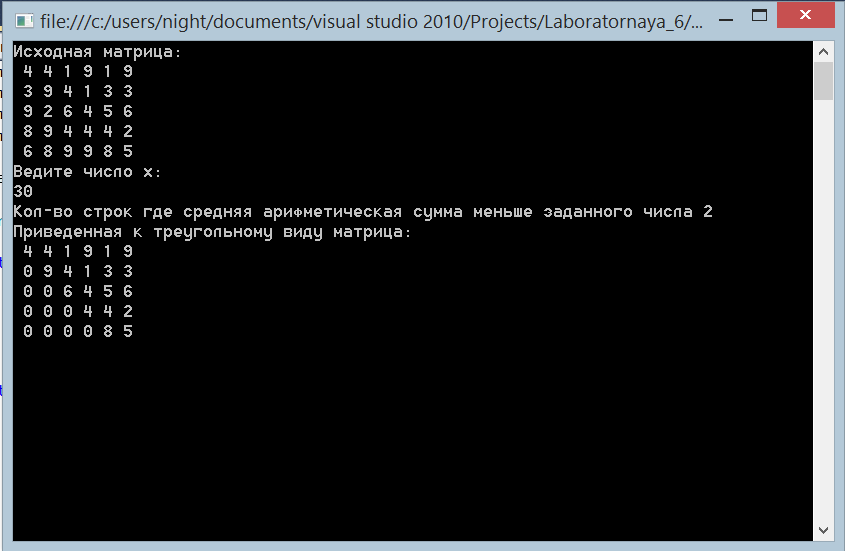 file:///c:/users/night/documents/visual studio 2010/Projects/Laboratornaya_6/...
Исходная матрица:
4 4 1 9 1 9
3 9 4 1 3 3
9 2 6 4 5 6
8 9 4 4 4 2
6 8 9 9 8 5
Ведите число x:
30
Кол-во строк где средняя арифметическая сумма меньше заданного числа 2
Приведенная к треугольному виду матрица:
4 4 1 9 1 9
0 9 4 1 3 3
0 0 6 4 5 6
0 0 0 4 4 2
0 0 0 0 8 5